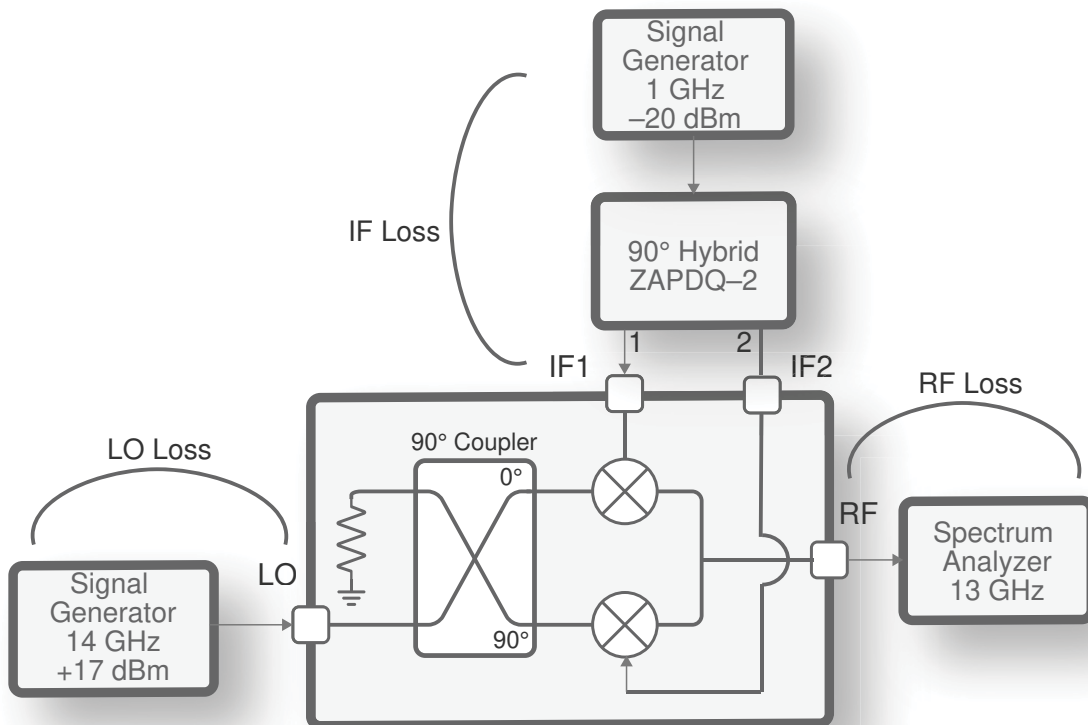 Signal
Generator
1 GHz
–20 dBm
IF Loss
90° Hybrid
ZAPDQ–2
1
2
IF1
IF2
RF Loss
LO Loss
90° Coupler
0°
RF
LO
Signal
Generator
14 GHz
+17 dBm
90°
Spectrum
Analyzer
13 GHz